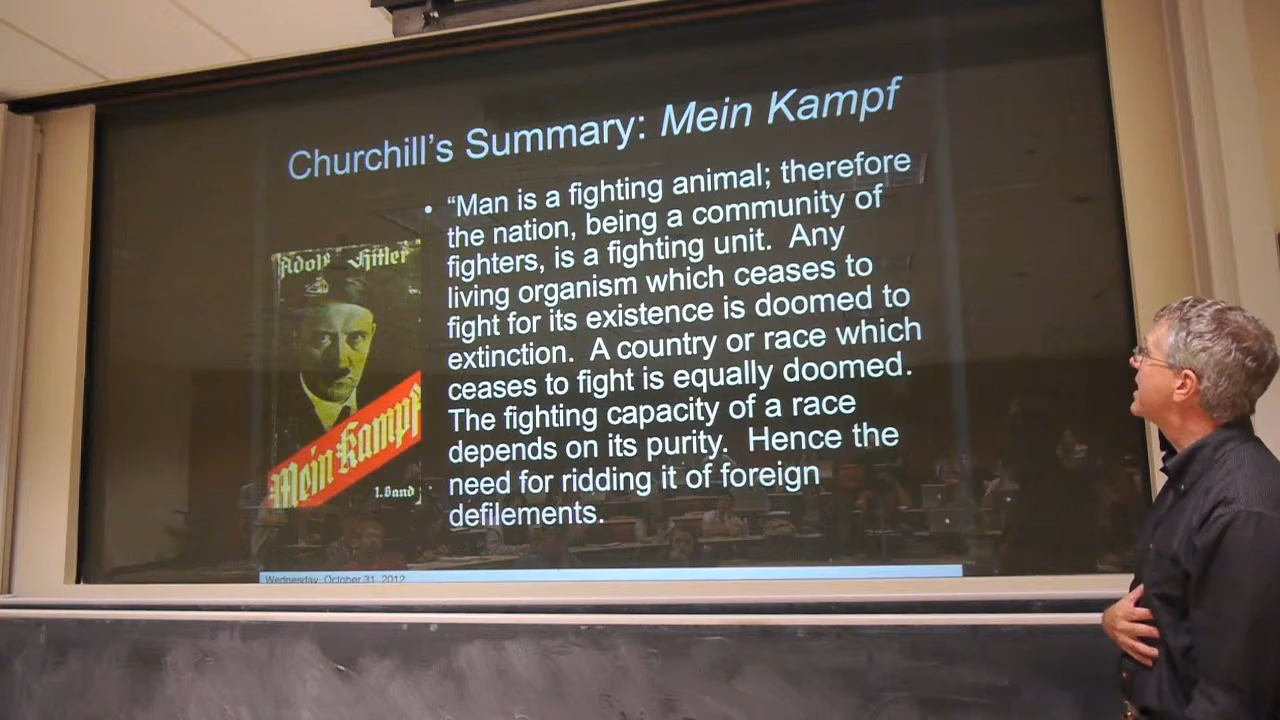 Churchill's Summary: Mein Kampf
• “Man is a fighting animal; therefore
the nation, being a community of
fighters, is a fighting unit.  Any
living organism which ceases to
fight for its existence is doomed to
extinction.  A country or race which
ceases to fight is equally doomed.
The fighting capacity of a race
depends on its purity.  Hence the
need for ridding it of foreign
defilements.
Adolf Hitler
Mein Kampf
1. Band
Wednesday, October 31, 2012